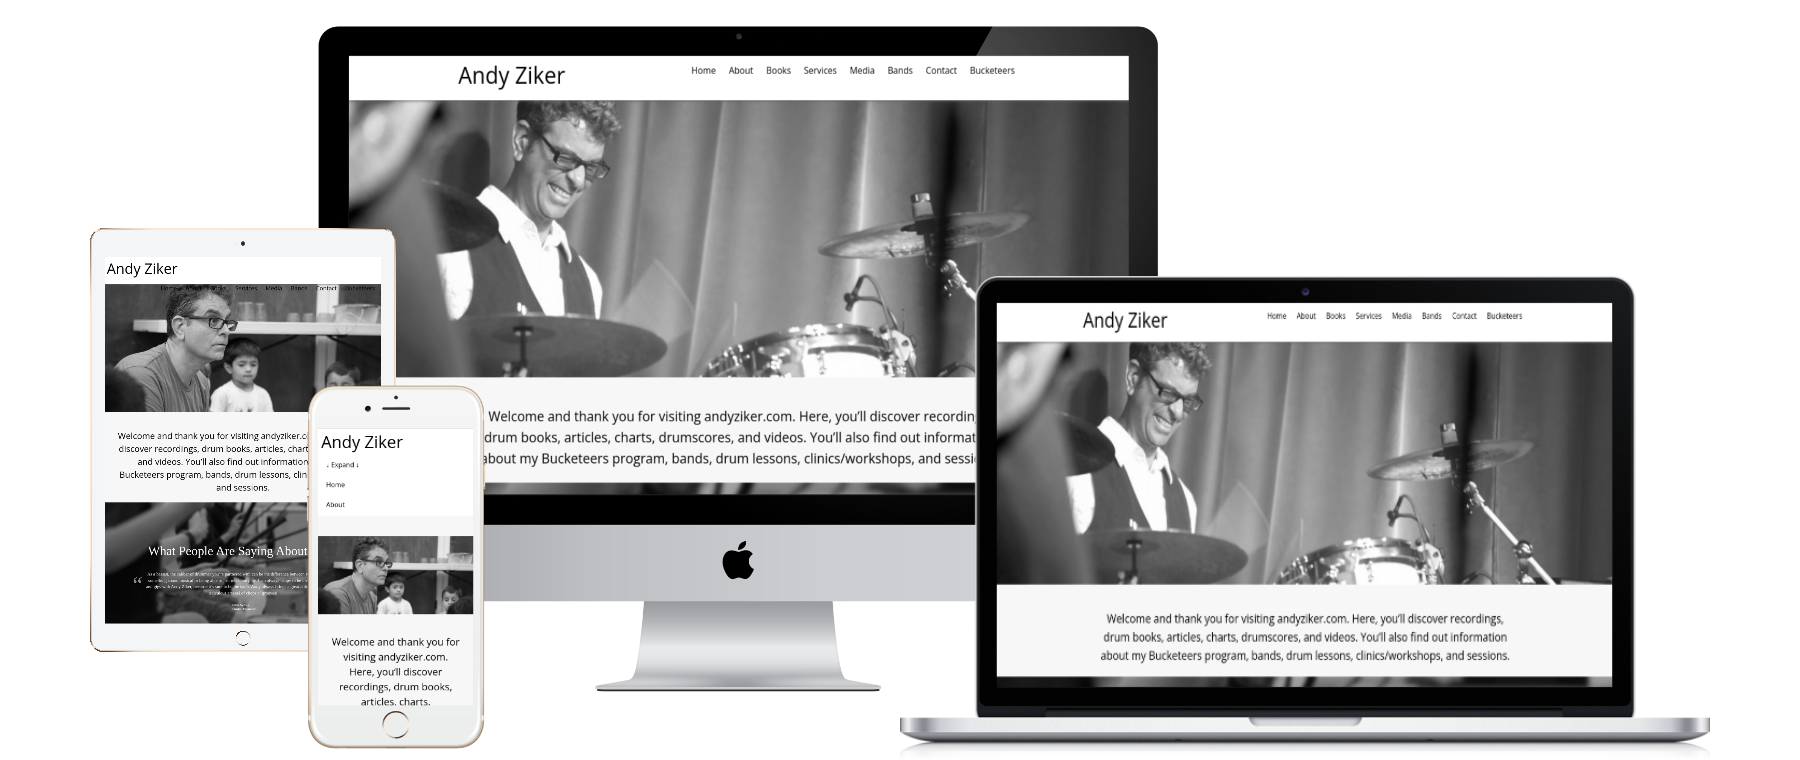 Andy Ziker
Home About Books Services Media Bands Contact Bucketeers
Welcome and thank you for visiting andyziker.com. Here, you'll discover recordin
drum books, articles, charts, drumscores, and videos. You'll also find out informat
about my Bucketeers program, bands, drum lessons, clinics/workshops, and sessi
Andy Ziker
Home About Books Services Media Bands Contact Bucketeers
Welcome and thank you for visiting andyziker.c
discover recordings, drum books, articles, char
and videos. You'll also find out information
Bucketeers program, bands, drum lessons, clin
and sessions.
What People Are Saying About
Andy Ziker
↓ Expand ↓
Home
About
Welcome and thank you for
visiting andyziker.com.
Here, you'll discover
recordings, drum books,
articles, charts,
Andy Ziker
Home About Books Services Media Bands Contact Bucketeers
Welcome and thank you for visiting andyziker.com. Here, you'll discover recordings,
drum books, articles, charts, drumscores, and videos. You'll also find out information
about my Bucketeers program, bands, drum lessons, clinics/workshops, and sessions.